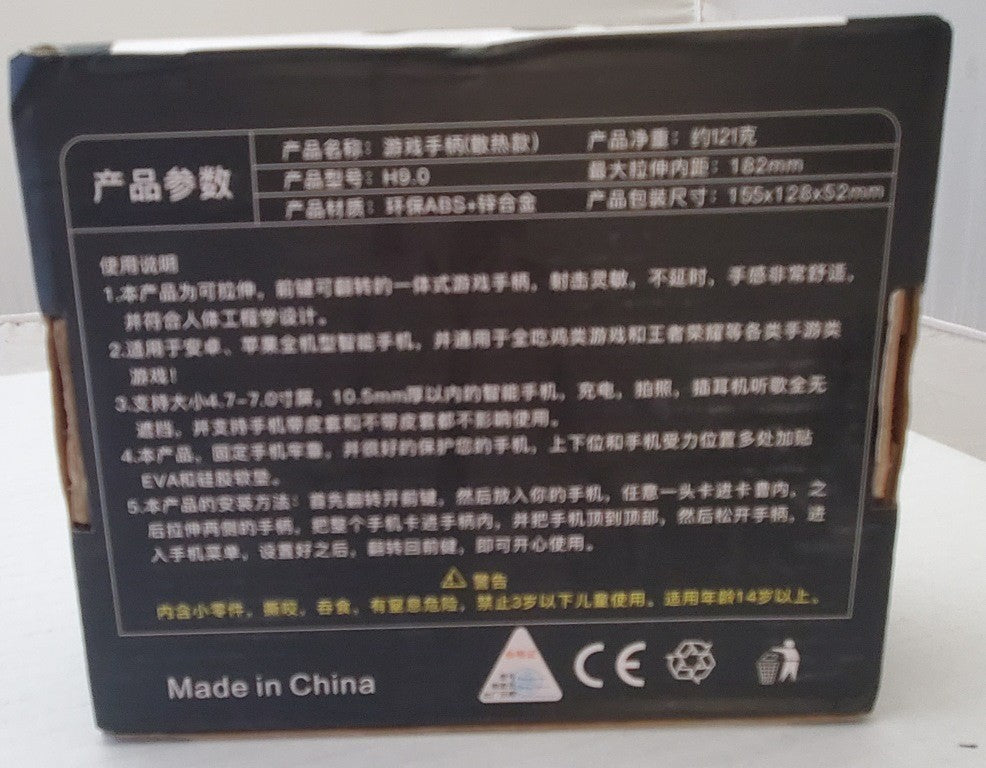 产品参数
产品名称：游戏手柄(散热款) 产品净重：约121克
产品型号：H9.0 最大拉伸内距：182mm
产品材质：环保ABS+锌合金 产品包装尺寸：155x128x52mm
使用说明
1.本产品为可拉伸，前键可翻转的一体式游戏手柄，射击灵敏，不延时，手感非常舒适，
并符合人体工程学设计。
2.适用于安卓、苹果全机型智能手机，并通用于全吃鸡类游戏和王者荣耀等各类手游类
游戏！
3.支持大小4.7-7.0寸屏，10.5mm厚以内的智能手机，充电，拍照，插耳机听歌全无
遮挡，并支持手机带皮套和不带皮套都不影响使用。
4.本产品，固定手机牢靠，并很好的保护您的手机，上下位和手机受力位置多处加贴
EVA和硅胶软垫。
5.本产品的安装方法：首先翻转开前键，然后放入你的手机，任意一头卡进卡囊内，之
后拉伸两侧的手柄，把整个手机卡进手柄内，并把手机顶到顶部，然后松开手柄，进
入手机菜单，设置好之后，翻转回前键，即可开心使用。
警告
内含小零件，撕咬，吞食，有窒息危险，禁止3岁以下儿童使用。适用年龄14岁以上。
Made in China
CE